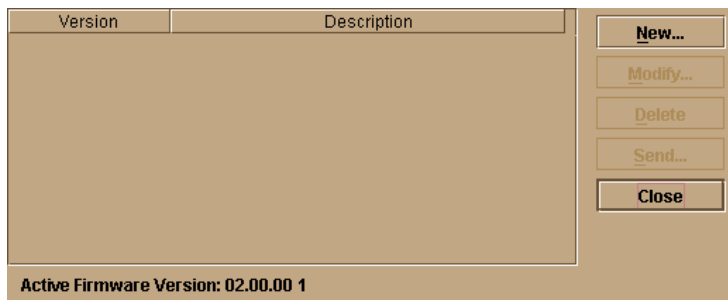 Version Description
New...
Modify...
Delete
Send...
Close
Active Firmware Version: 02.00.00 1